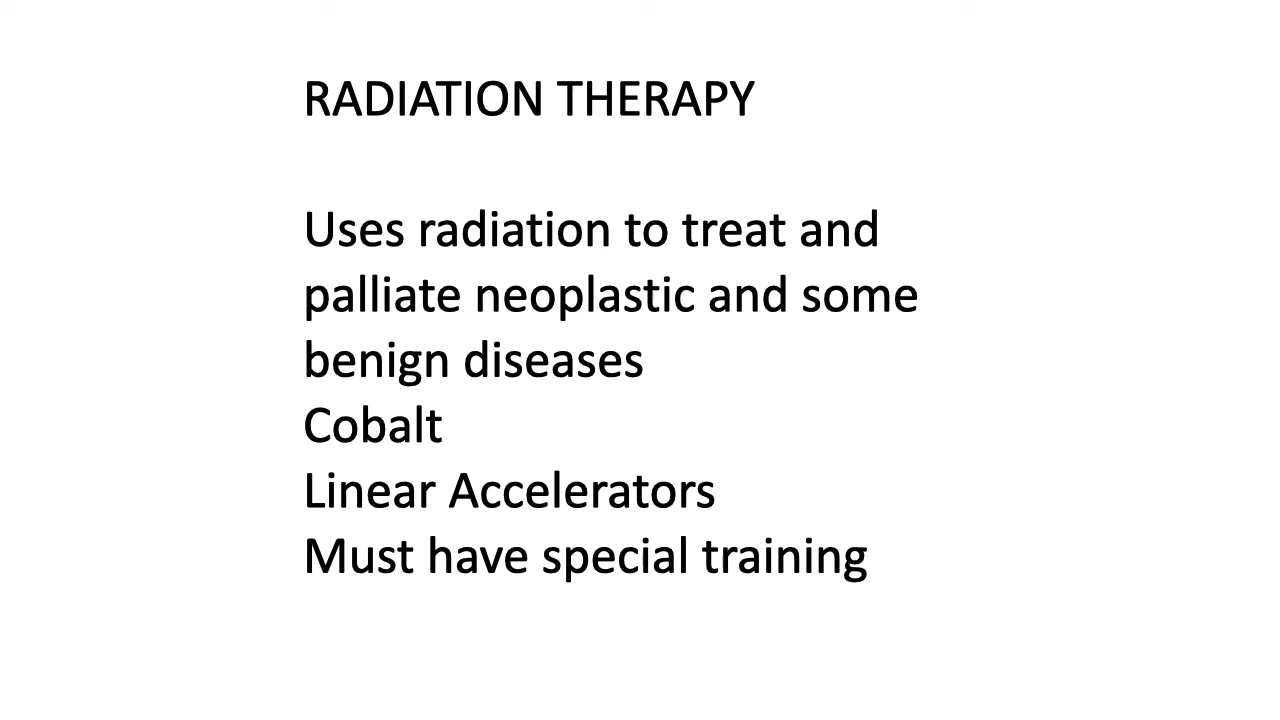 RADIATION THERAPY
Uses radiation to treat and
palliate neoplastic and some
benign diseases
Cobalt
Linear Accelerators
Must have special training